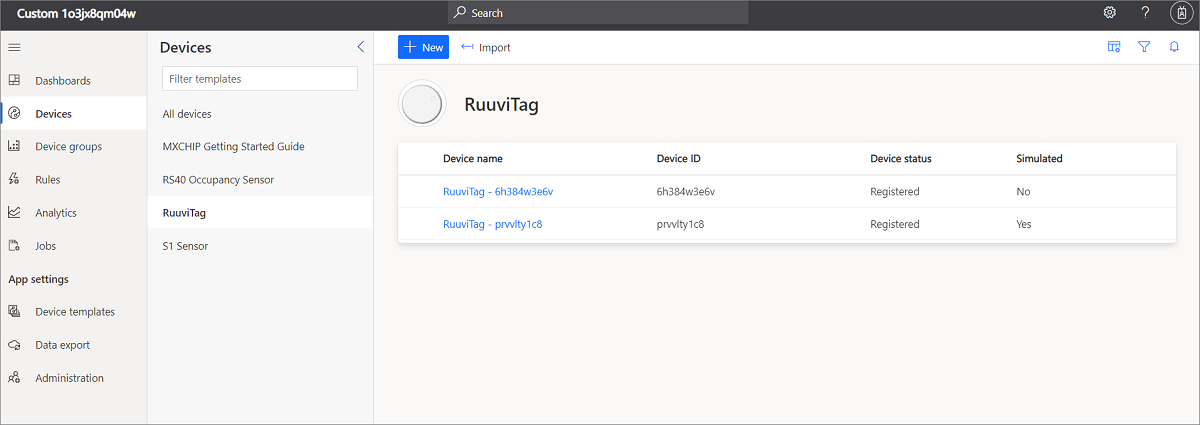 Custom 1o3jx8qm04w
Search
?
Dashboards
Devices
Device groups
Rules
Analytics
Jobs
App settings
Device templates
Data export
Administration
Devices
Filter templates
All devices
MXCHIP Getting Started Guide
RS40 Occupancy Sensor
RuuviTag
S1 Sensor
New Import
RuuviTag
Device name Device ID Device status Simulated
RuuviTag - 6h384w3e6v 6h384w3e6v Registered No
RuuviTag - prvvlty1c8 prvvlty1c8 Registered Yes